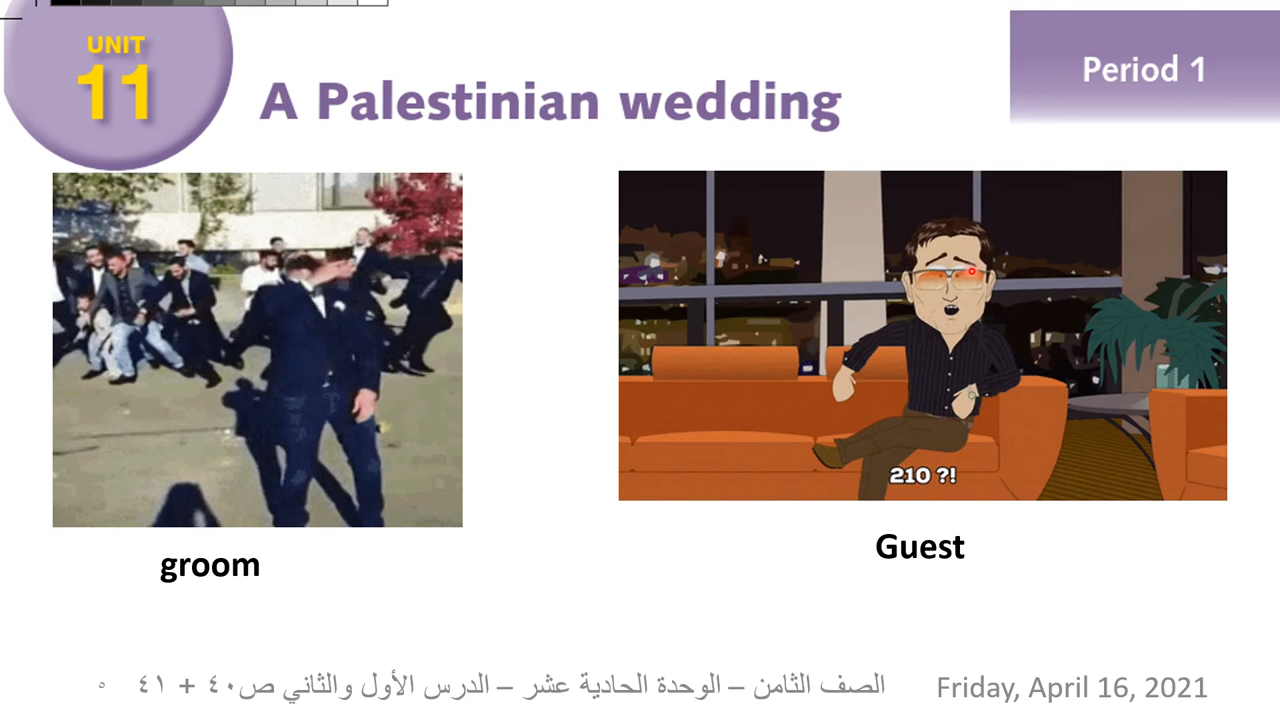 UNIT
11
A Palestinian wedding
Period 1
210 ?!
groom
Guest
الصف الثامن – الوحدة الحادية عشر – الدرس الأول والثاني ص٤٠ + ٤١
٥
Friday, April 16, 2021